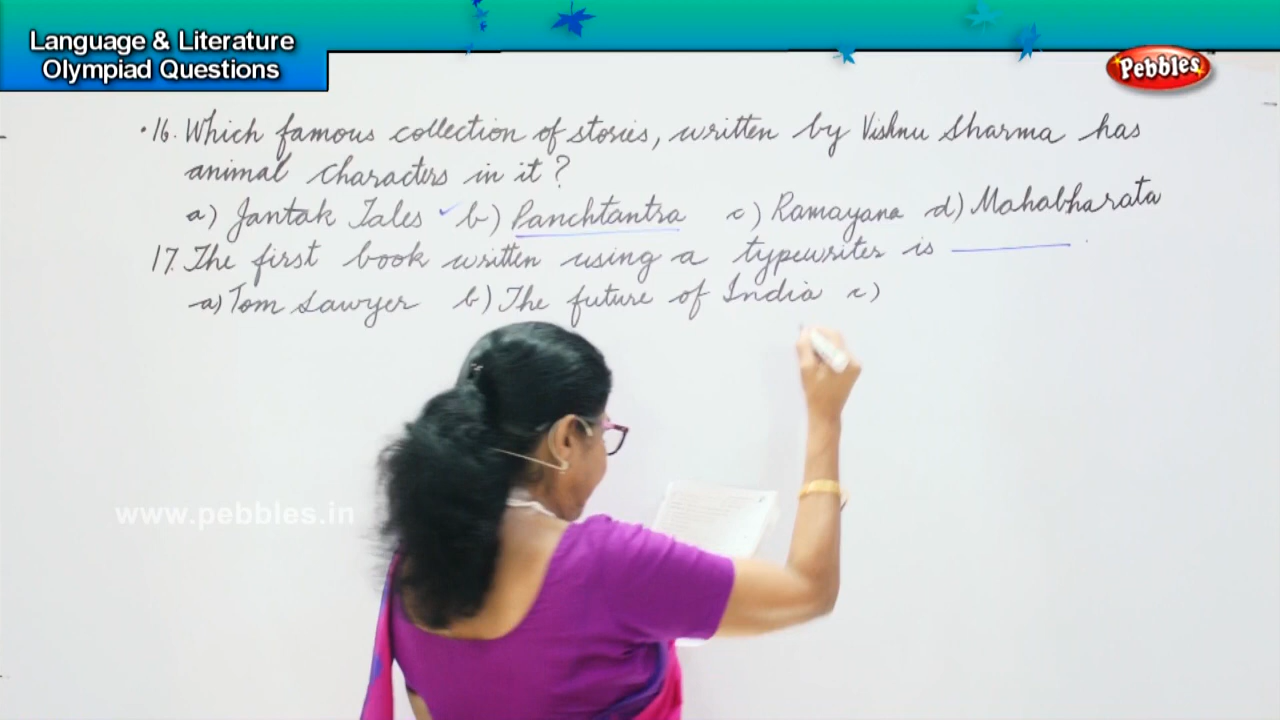 Language & Literature
Olympiad Questions
Pebbles
16. Which famous collection of stories, written by Vishnu Sharma has
animal characters in it?
a) Jantak Tales ✓ b) Panchtantra c) Ramayana d) Mahabharata
17. The first book written using a typewriter is ______.
a) Tom Sawyer b) The future of India c)
www.pebbles.in